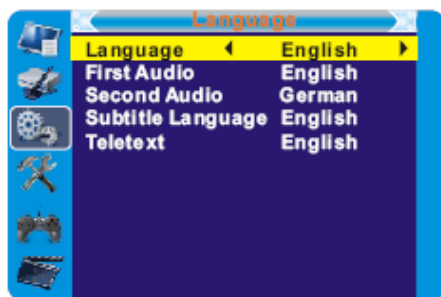 Language
Language English
First Audio English
Second Audio German
Subtitle Language English
Teletext English